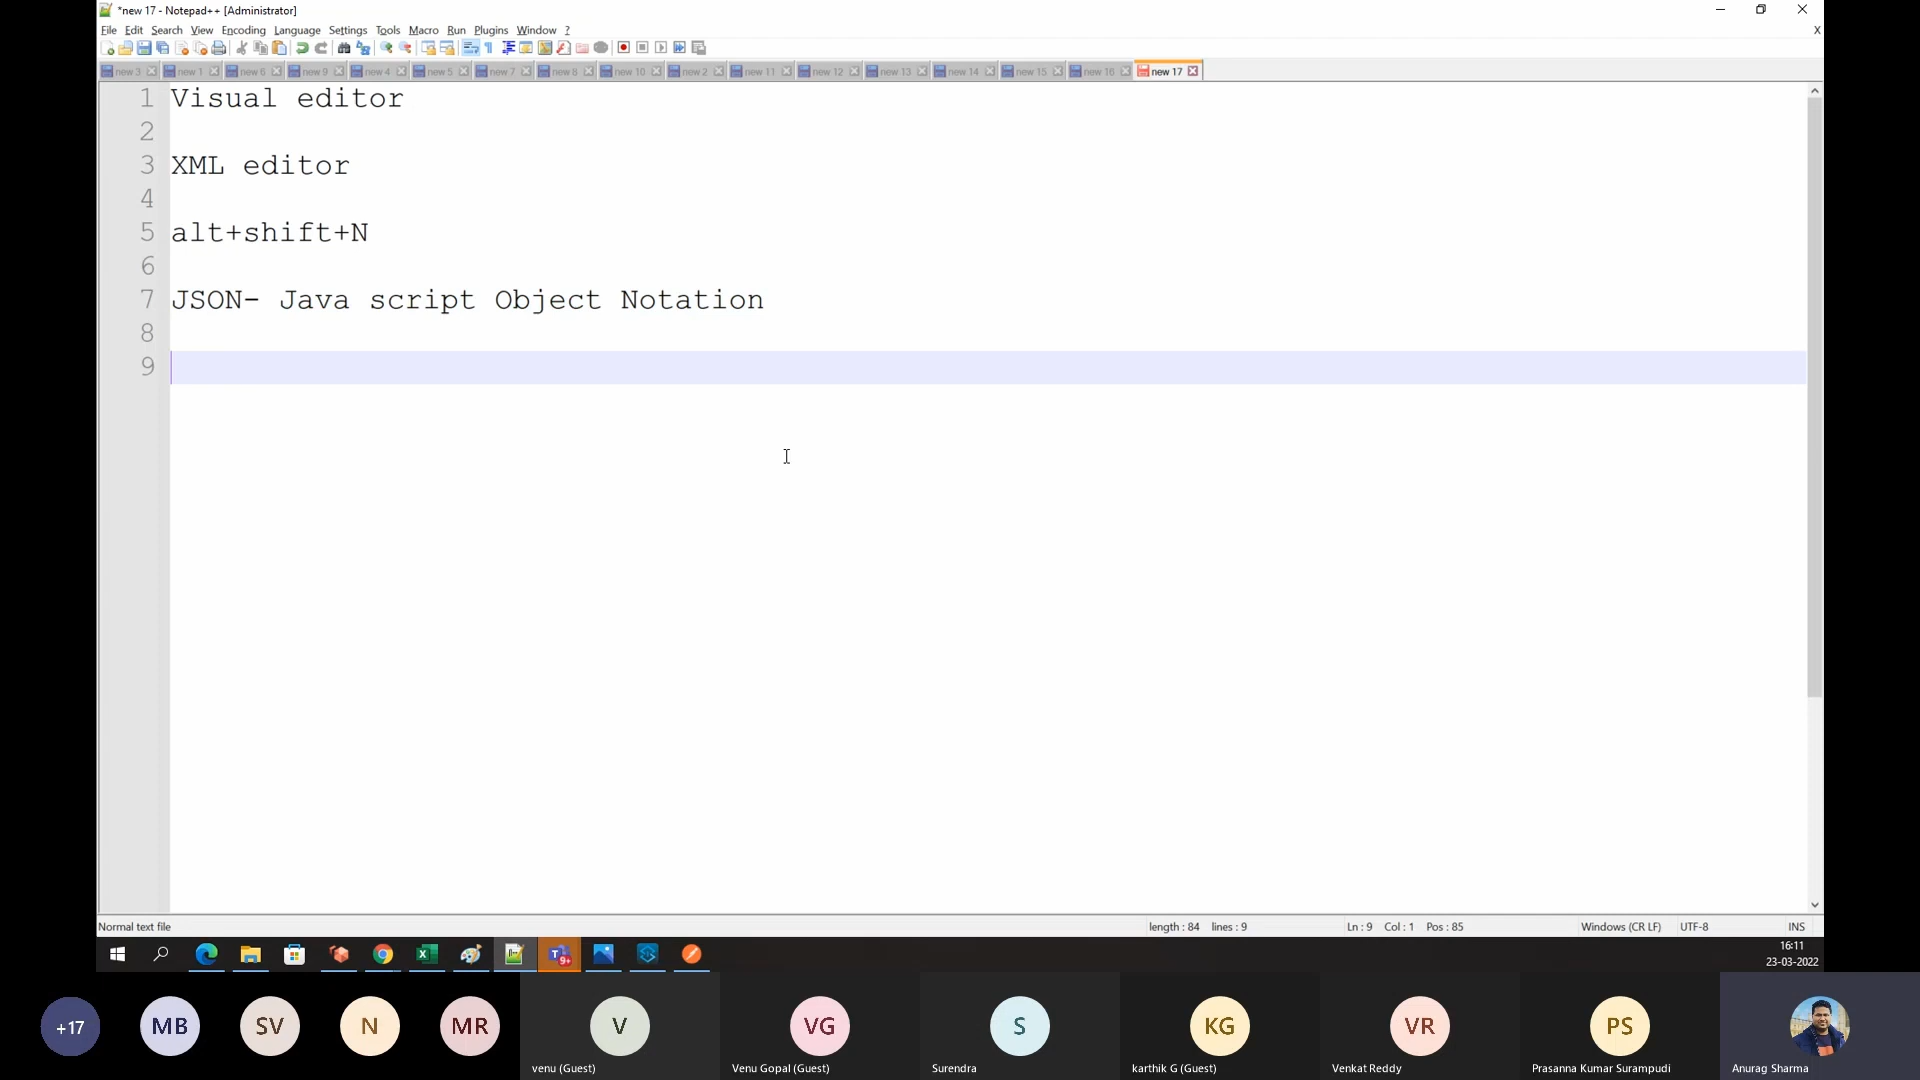 *new 17 - Notepad++ [Administrator]
File Edit Search View Encoding Language Settings Tools Macro Run Plugins Window ?
X
new 3 new 1 new 6 new 9 new 4 new 5 new 7 new 8 new 10 new 2 new 11 new 12 new 13 new 14 new 15 new 16 new 17
1 Visual editor
2
3 XML editor
4
5 alt+shift+N
6
7 JSON- Java script Object Notation
8
9
Normal text file length : 84 lines : 9 Ln : 9 Col : 1 Pos : 85 Windows (CR LF) UTF-8 INS
9+
16:11
23-03-2022
+17 MB SV N MR V VG S KG VR PS
venu (Guest) Venu Gopal (Guest) Surendra karthik G (Guest) Venkat Reddy Prasanna Kumar Surampudi Anurag Sharma